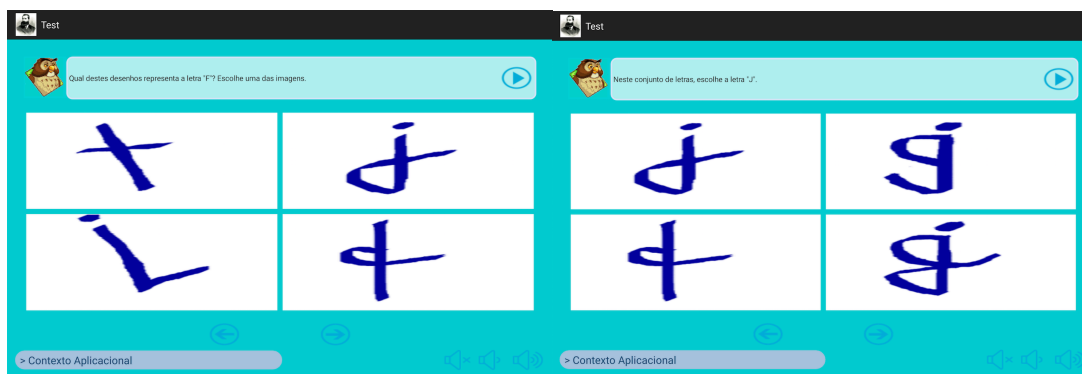 Test
Qual destes desenhos representa a letra "F"? Escolhe uma das imagens.
> Contexto Aplicacional
Test
Neste conjunto de letras, escolhe a letra "J".
> Contexto Aplicacional